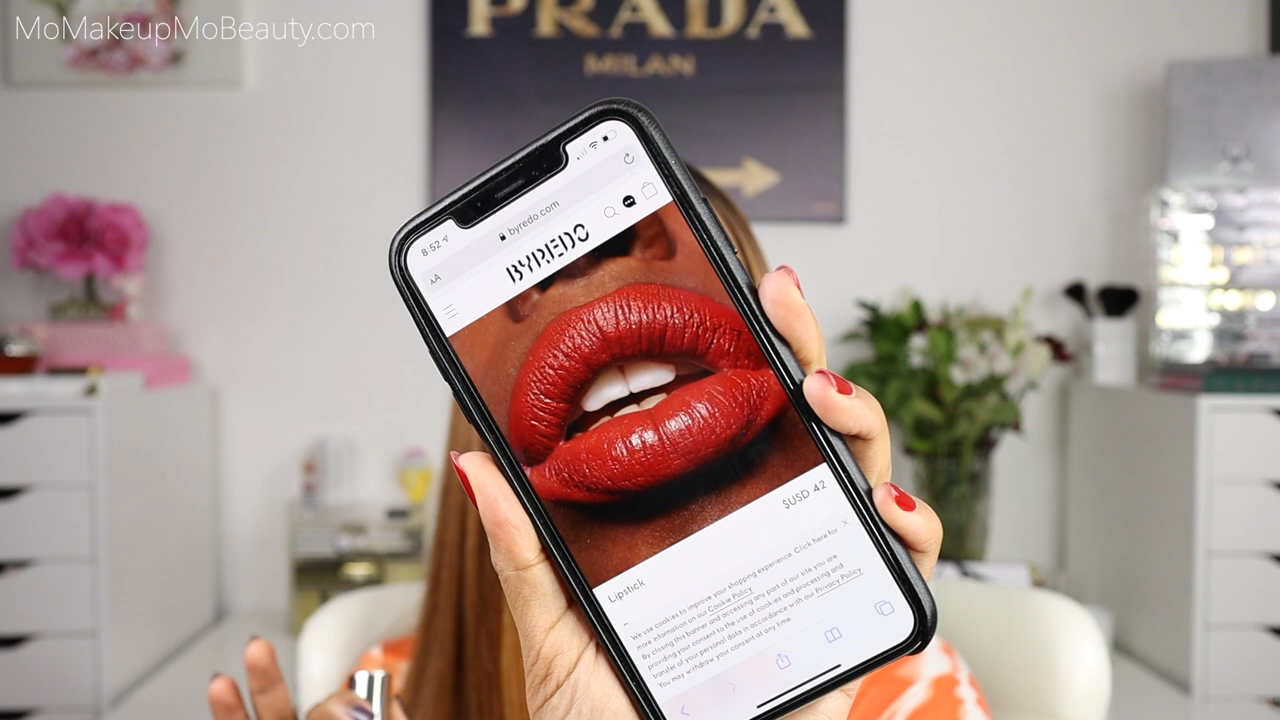 MoMakeupMoBeauty.com
PRADA
MILAN
8:52
AA
byredo.com
BYREDO
$USD 42
Lipstick
We use cookies to improve your shopping experience. Click here for
more information on our Cookie Policy
By closing this banner and accessing any part of our site you are
providing your consent to the use of cookies and processing and
transfer of your personal data in accordance with our Privacy Policy
You may withdraw your consent at any time.